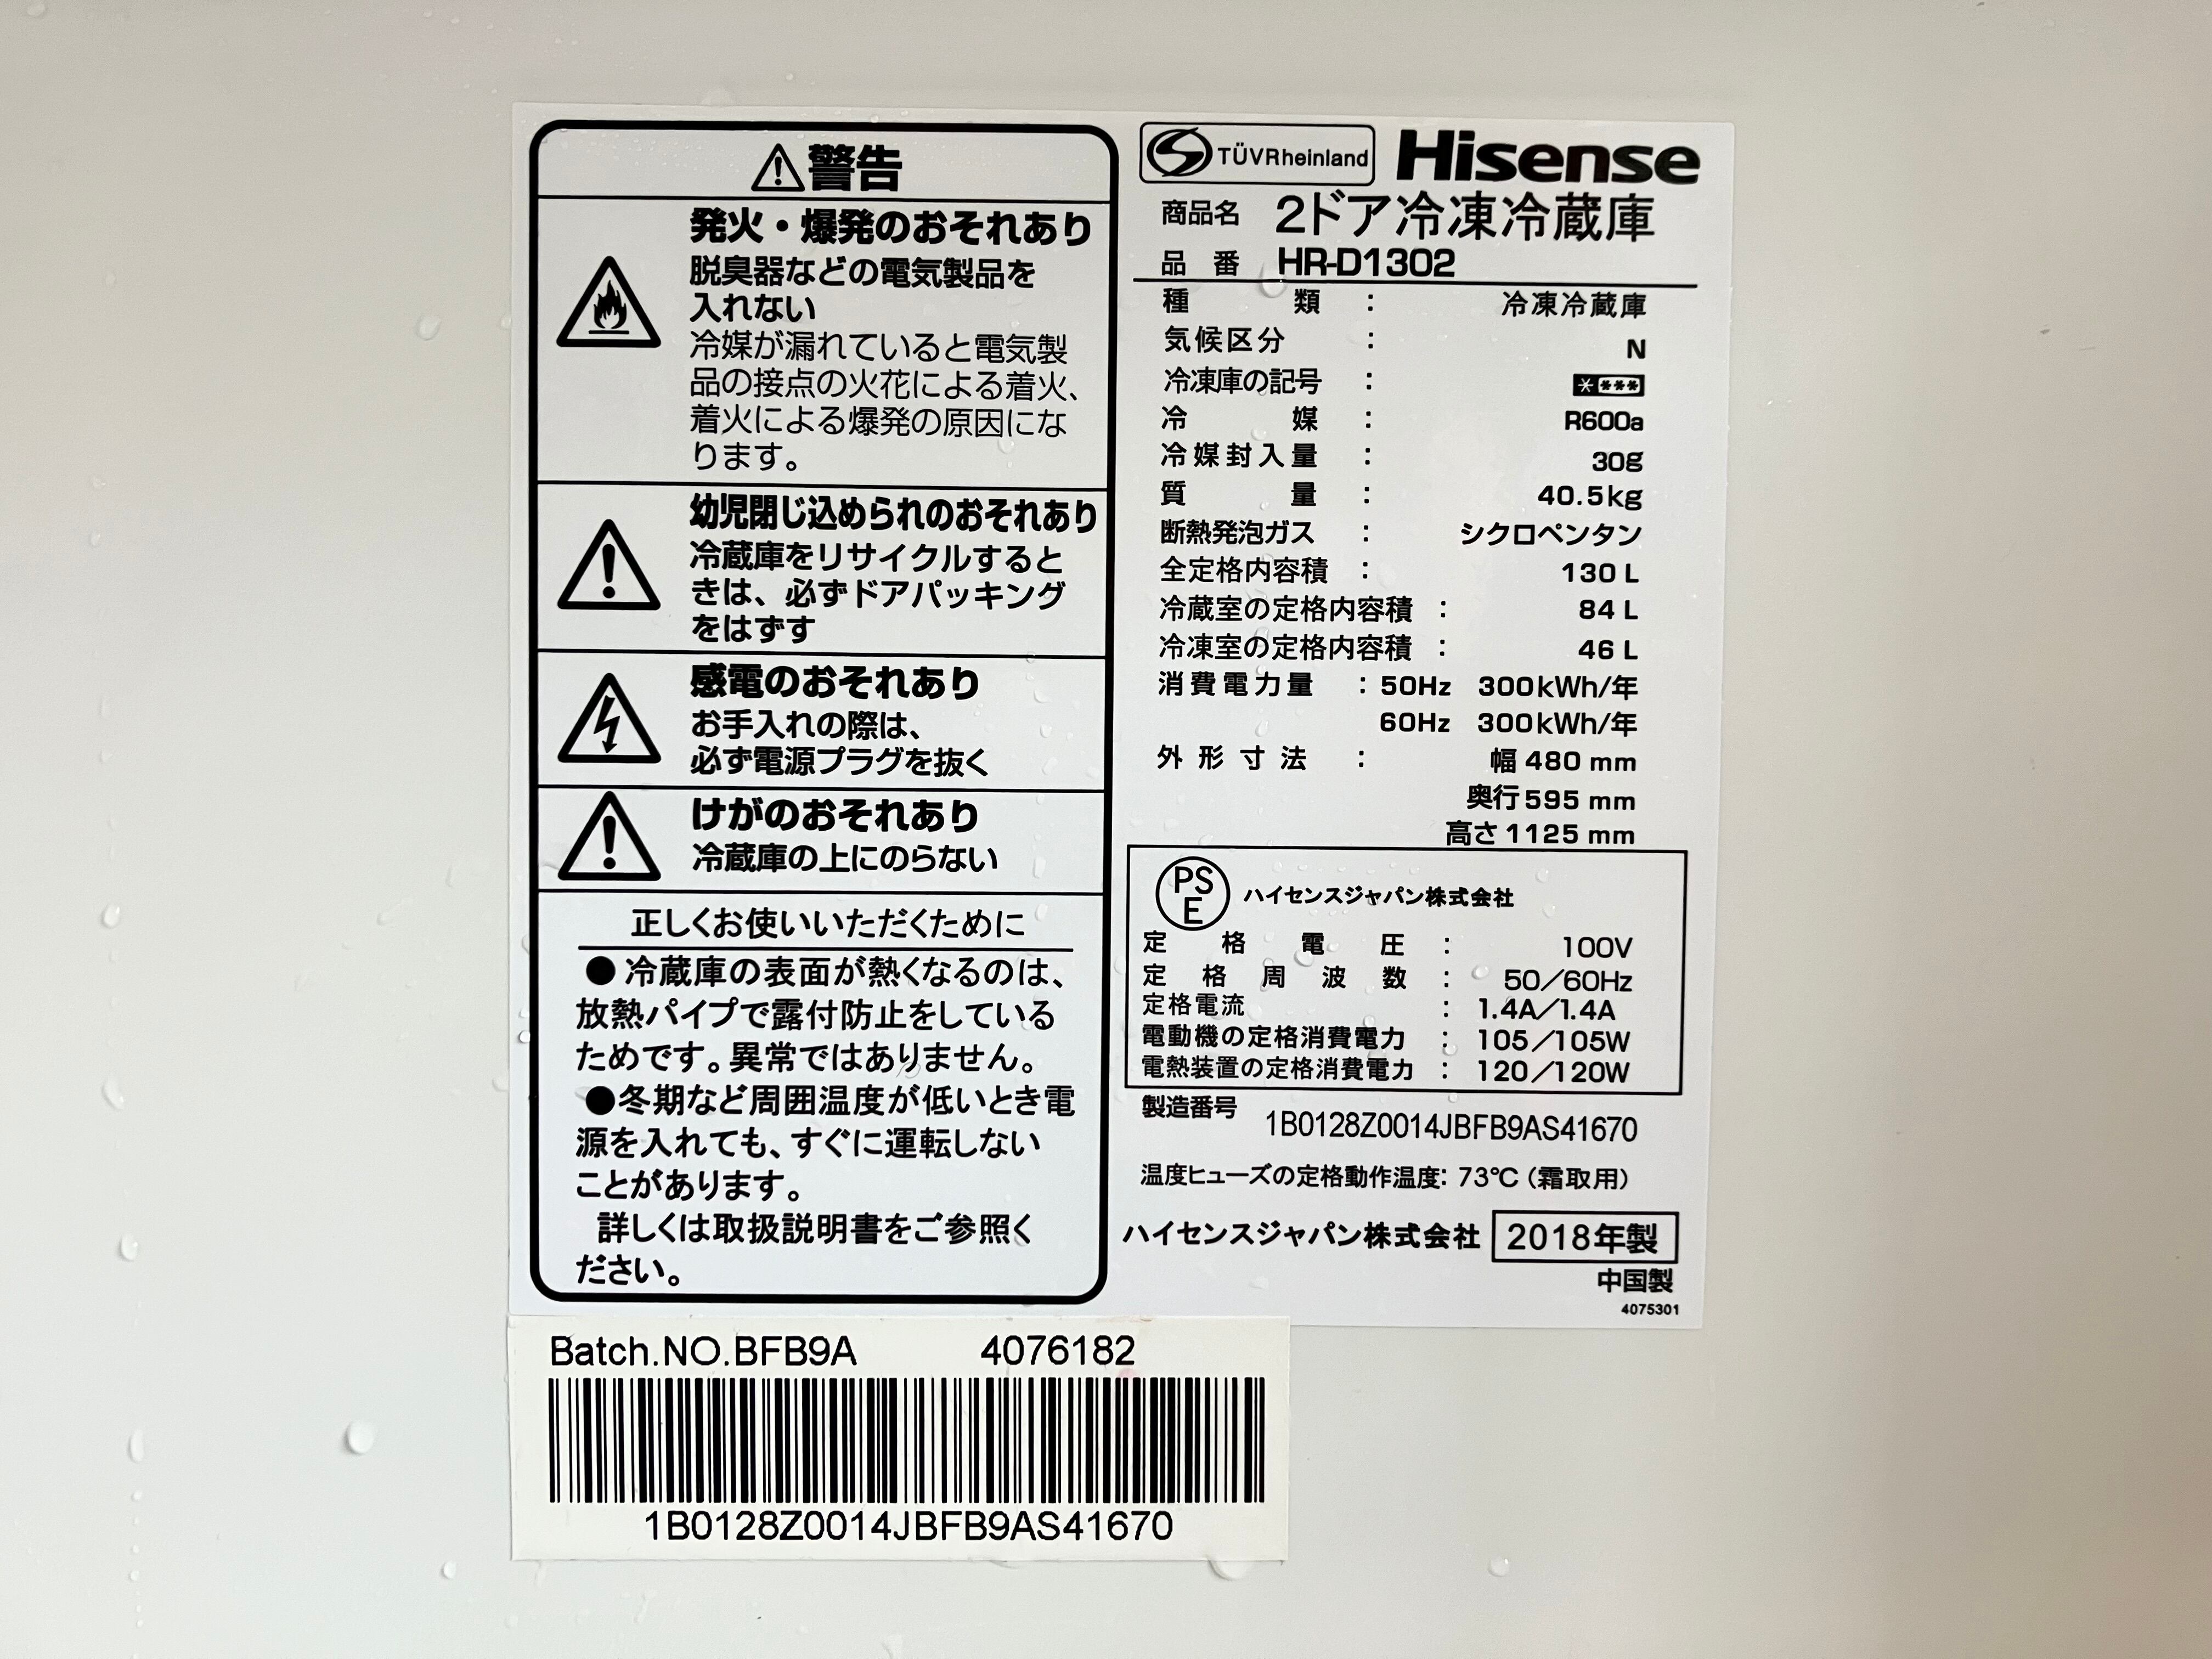 警告
発火・爆発のおそれあり
脱臭器などの電気製品を
入れない
冷媒が漏れていると電気製
品の接点の火花による着火、
着火による爆発の原因にな
ります。
幼児閉じ込められのおそれあり
冷蔵庫をリサイクルすると
きは、必ずドアパッキング
をはずす
感電のおそれあり
お手入れの際は、
必ず電源プラグを抜く
けがのおそれあり
冷蔵庫の上にのらない
正しくお使いいただくために
●冷蔵庫の表面が熱くなるのは、
放熱パイプで露付防止をしている
ためです。異常ではありません。
●冬期など周囲温度が低いとき電
源を入れても、すぐに運転しない
ことがあります。
詳しくは取扱説明書をご参照く
ださい。
TÜVRheinland Hisense
商品名 2ドア冷凍冷蔵庫
品番 HR-D1302
種類： 冷凍冷蔵庫
気候区分： N
冷凍庫の記号： ****
冷媒： R600a
冷媒封入量： 30g
質量： 40.5kg
断熱発泡ガス： シクロペンタン
全定格内容積： 130 L
冷蔵室の定格内容積： 84 L
冷凍室の定格内容積： 46 L
消費電力量：50Hz 300kWh/年
60Hz 300kWh/年
外形寸法： 幅 480 mm
奥行 595 mm
高さ 1125 mm
PSE ハイセンスジャパン株式会社
定格電圧： 100V
定格周波数： 50／60Hz
定格電流： 1.4A／1.4A
電動機の定格消費電力： 105／105W
電熱装置の定格消費電力： 120／120W
製造番号 1B0128Z0014JBFB9AS41670
温度ヒューズの定格動作温度: 73℃（霜取用）
ハイセンスジャパン株式会社 2018年製
中国製
4075301
Batch.NO.BFB9A 4076182
1B0128Z0014JBFB9AS41670